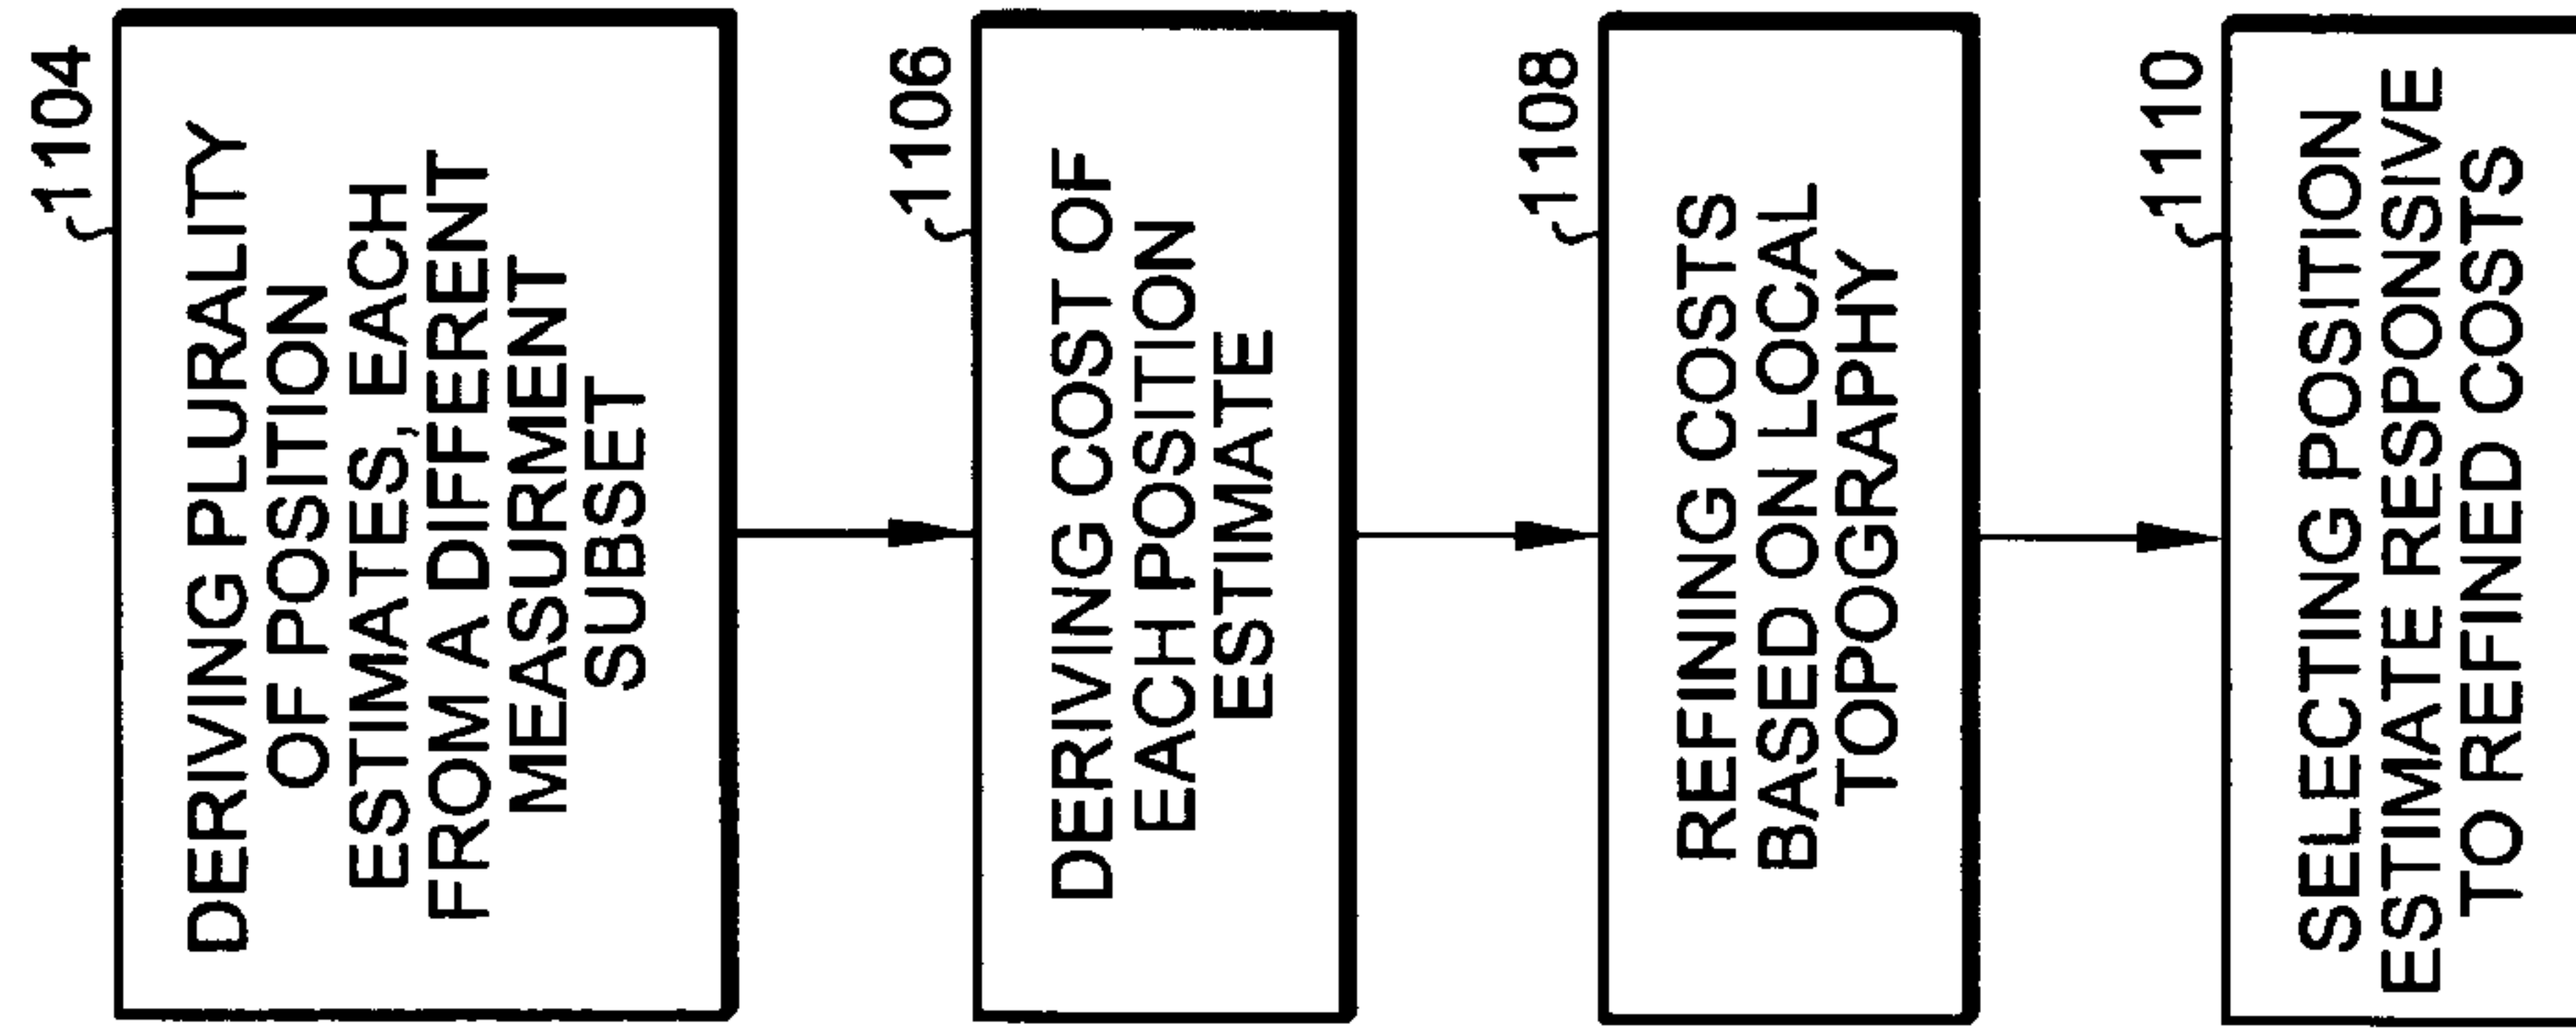 1104
DERIVING PLURALITY
OF POSITION
ESTIMATES, EACH
FROM A DIFFERENT
MEASURMENT
SUBSET
1106
DERIVING COST OF
EACH POSITION
ESTIMATE
1108
REFINING COSTS
BASED ON LOCAL
TOPOGRAPHY
1110
SELECTING POSITION
ESTIMATE RESPONSIVE
TO REFINED COSTS